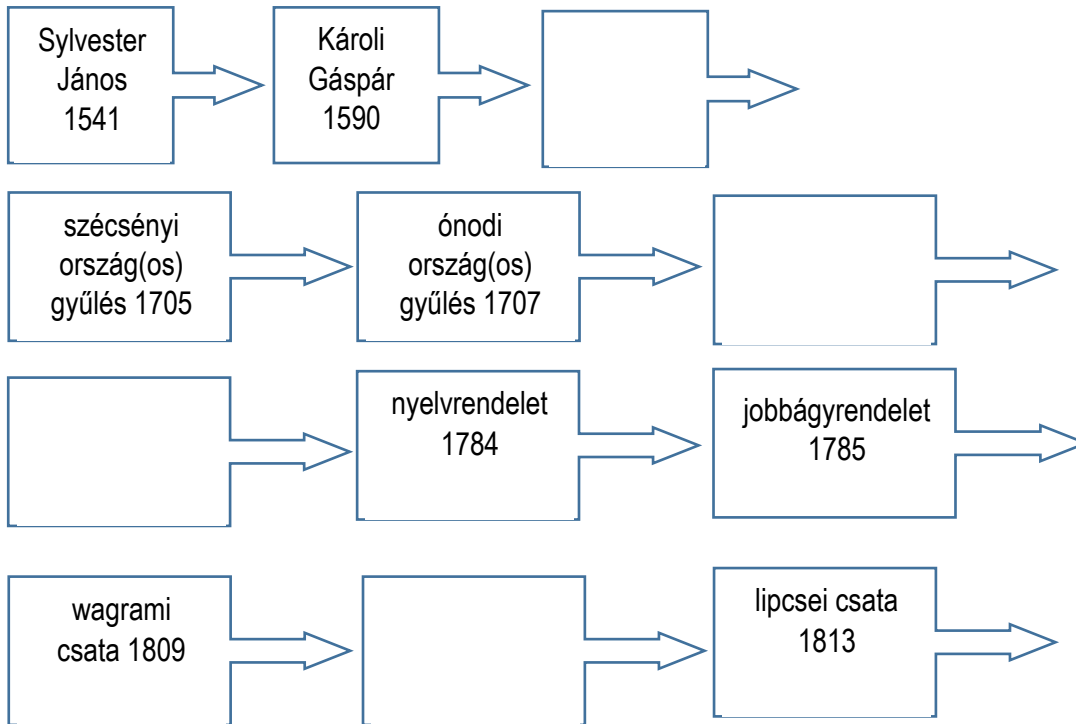 Sylvester
János
1541
Károli
Gáspár
1590
szécsényi
ország(os)
gyűlés 1705
ónodi
ország(os)
gyűlés 1707
nyelvrendelet
1784
jobbágyrendelet
1785
wagrami
csata 1809
lipcsei csata
1813